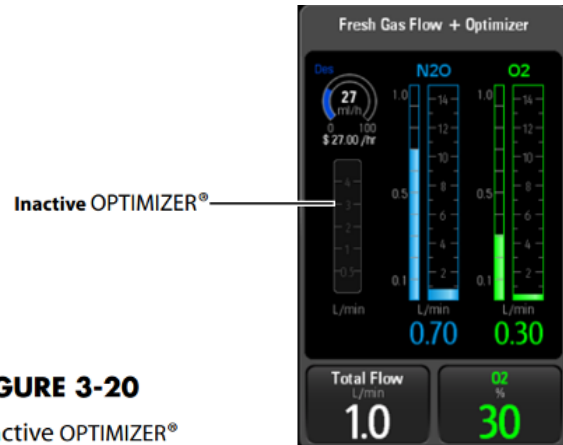 Fresh Gas Flow + Optimizer
Des
N2O
O2
27
ml/h
0
100
$ 27.00 /hr
1.0
14
12
10
0.5
8
6
4
0.1
2
1.0
14
12
10
0.5
8
6
4
0.1
2
4
3
2
1
0.5
Inactive OPTIMIZER®
L/min
L/min
L/min
0.70
0.30
Total Flow
L/min
1.0
O2
%
30
GURE 3-20
active OPTIMIZER®